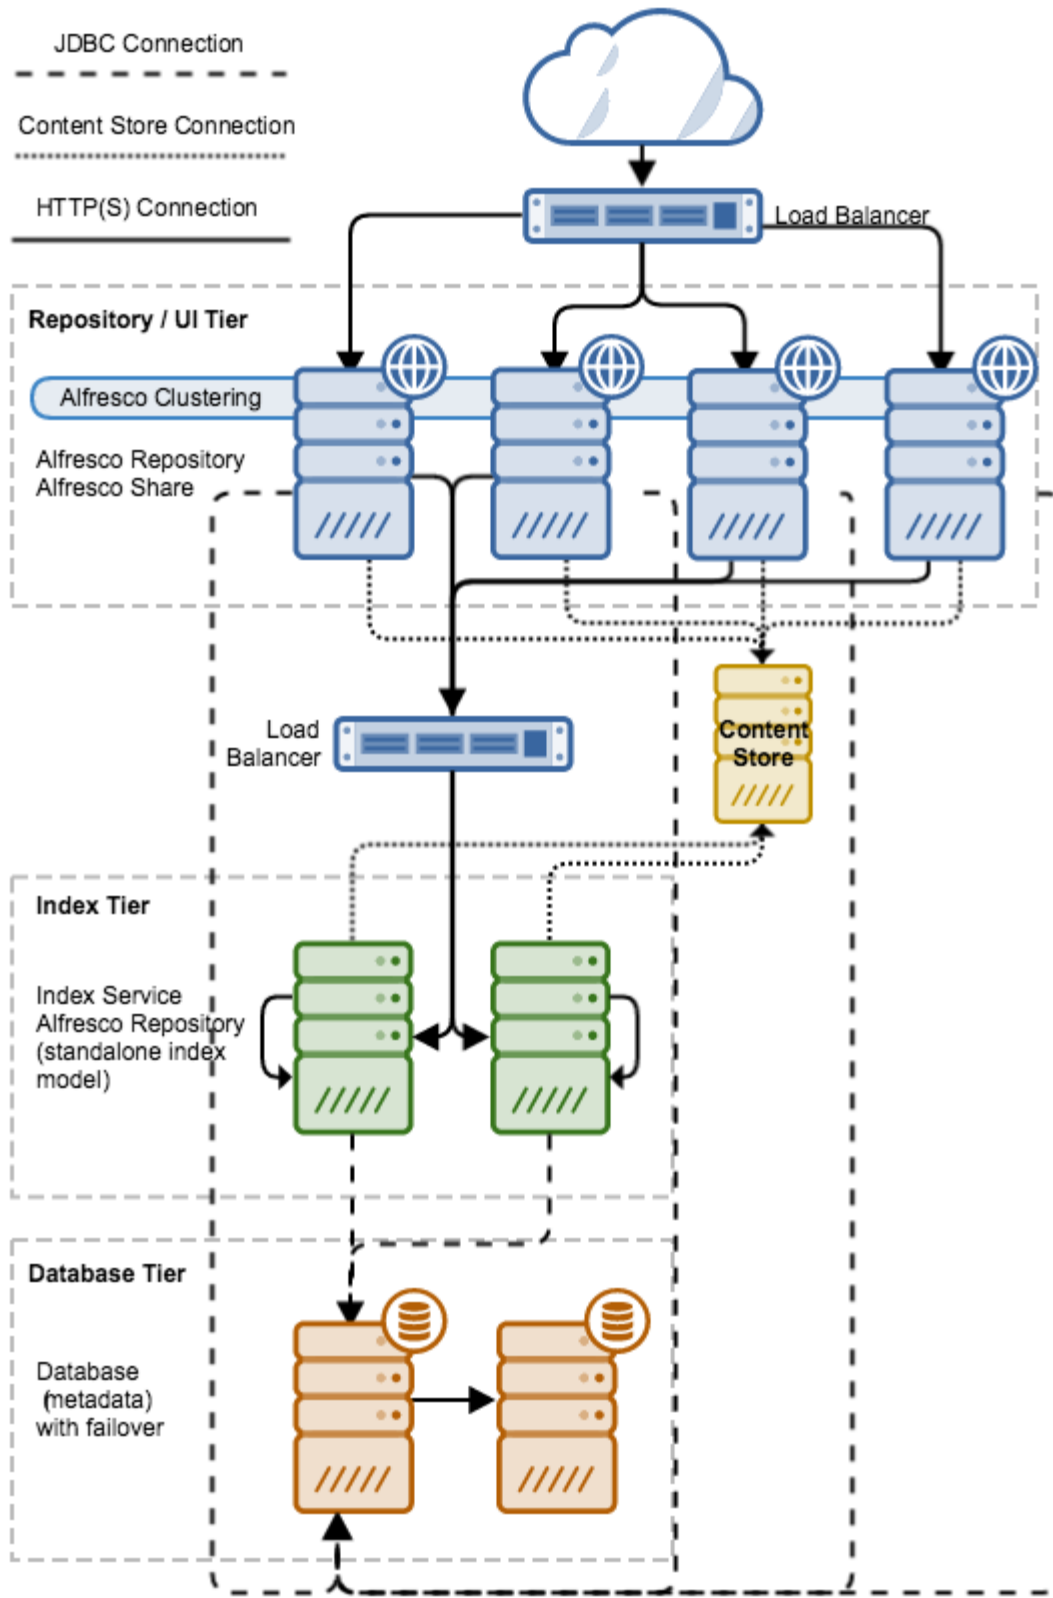 JDBC Connection
Content Store Connection
HTTP(S) Connection
Load Balancer
Repository / UI Tier
Alfresco Clustering
Alfresco Repository
Alfresco Share
Load
Balancer
Content
Store
Index Tier
Index Service
Alfresco Repository
(standalone index
model)
Database Tier
Database
(metadata)
with failover